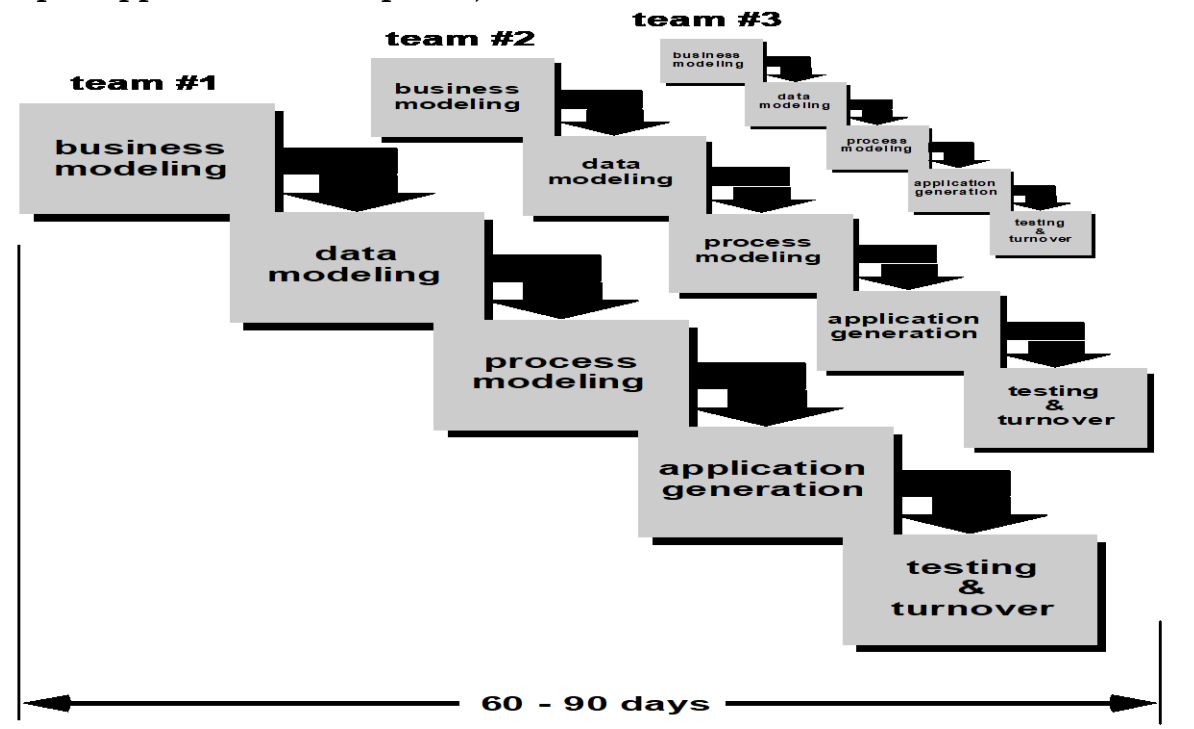 team #1
business
modeling
data
modeling
process
modeling
application
generation
testing
&
turnover
team #2
business
modeling
data
modeling
process
modeling
application
generation
testing
&
turnover
team #3
business
modeling
data
modeling
process
modeling
application
generation
testing
&
turnover
60 - 90 days